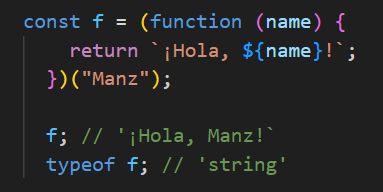 const f = (function (name) {
    return `¡Hola, ${name}!`;
  })("Manz");

  f; // '¡Hola, Manz!`
  typeof f; // 'string'